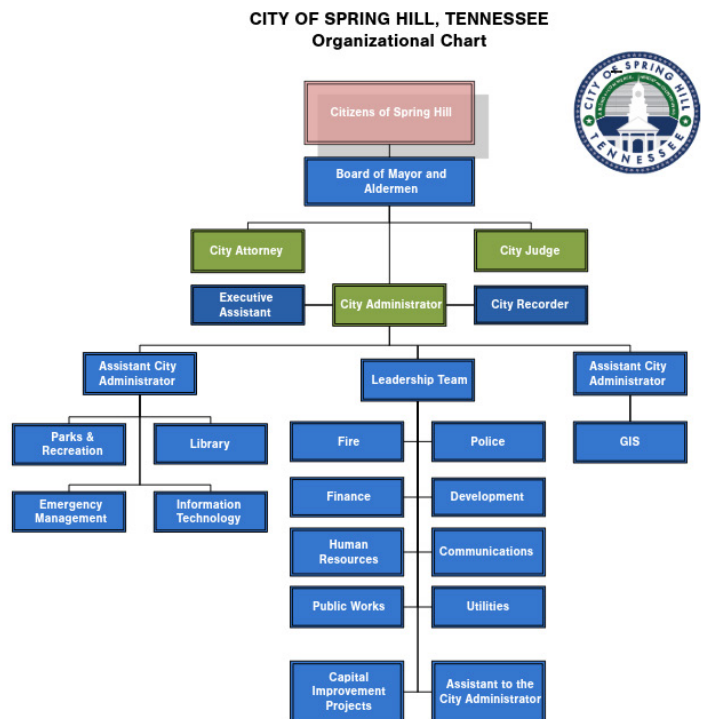 CITY OF SPRING HILL, TENNESSEE
Organizational Chart
CITY OF SPRING HILL
TENNESSEE
Citizens of Spring Hill
Board of Mayor and
Aldermen
City Attorney
City Judge
Executive
Assistant
City Administrator
City Recorder
Assistant City
Administrator
Leadership Team
Assistant City
Administrator
Parks &
Recreation
Library
Fire
Police
GIS
Emergency
Management
Information
Technology
Finance
Development
Human
Resources
Communications
Public Works
Utilities
Capital
Improvement
Projects
Assistant to the
City Administrator